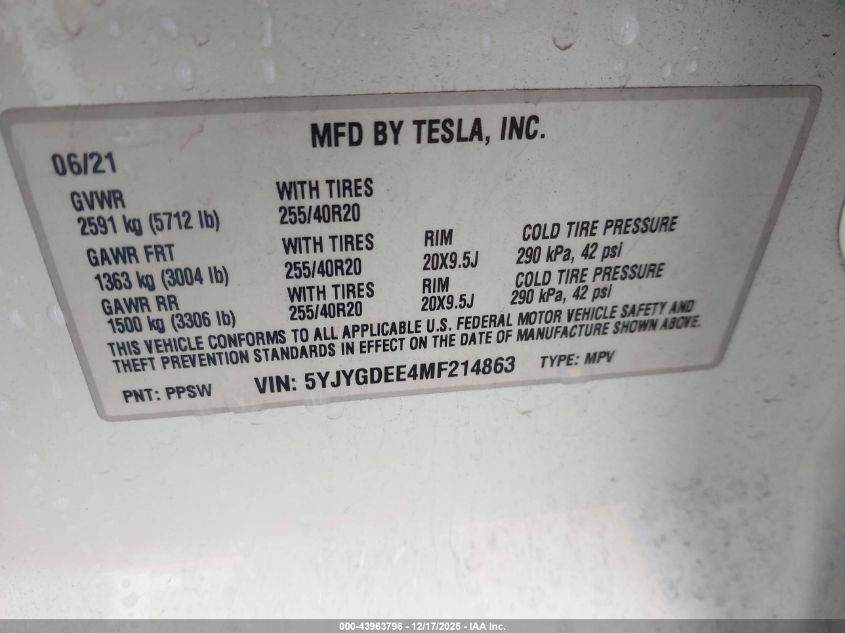 MFD BY TESLA, INC.
06/21
GVWR
2591 kg (5712 lb)
WITH TIRES
255/40R20
GAWR FRT
1363 kg (3004 lb)
WITH TIRES
255/40R20
RIM
20X9.5J
COLD TIRE PRESSURE
290 kPa, 42 psi
GAWR RR
1500 kg (3306 lb)
WITH TIRES
255/40R20
RIM
20X9.5J
COLD TIRE PRESSURE
290 kPa, 42 psi
THIS VEHICLE CONFORMS TO ALL APPLICABLE U.S. FEDERAL MOTOR VEHICLE SAFETY AND
THEFT PREVENTION STANDARDS IN EFFECT ON THE DATE OF MANUFACTURE SHOWN ABOVE.
PNT: PPSW VIN: 5YJYGDEE4MF214863 TYPE: MPV
000-43963796 - 12/17/2025 - IAA Inc.